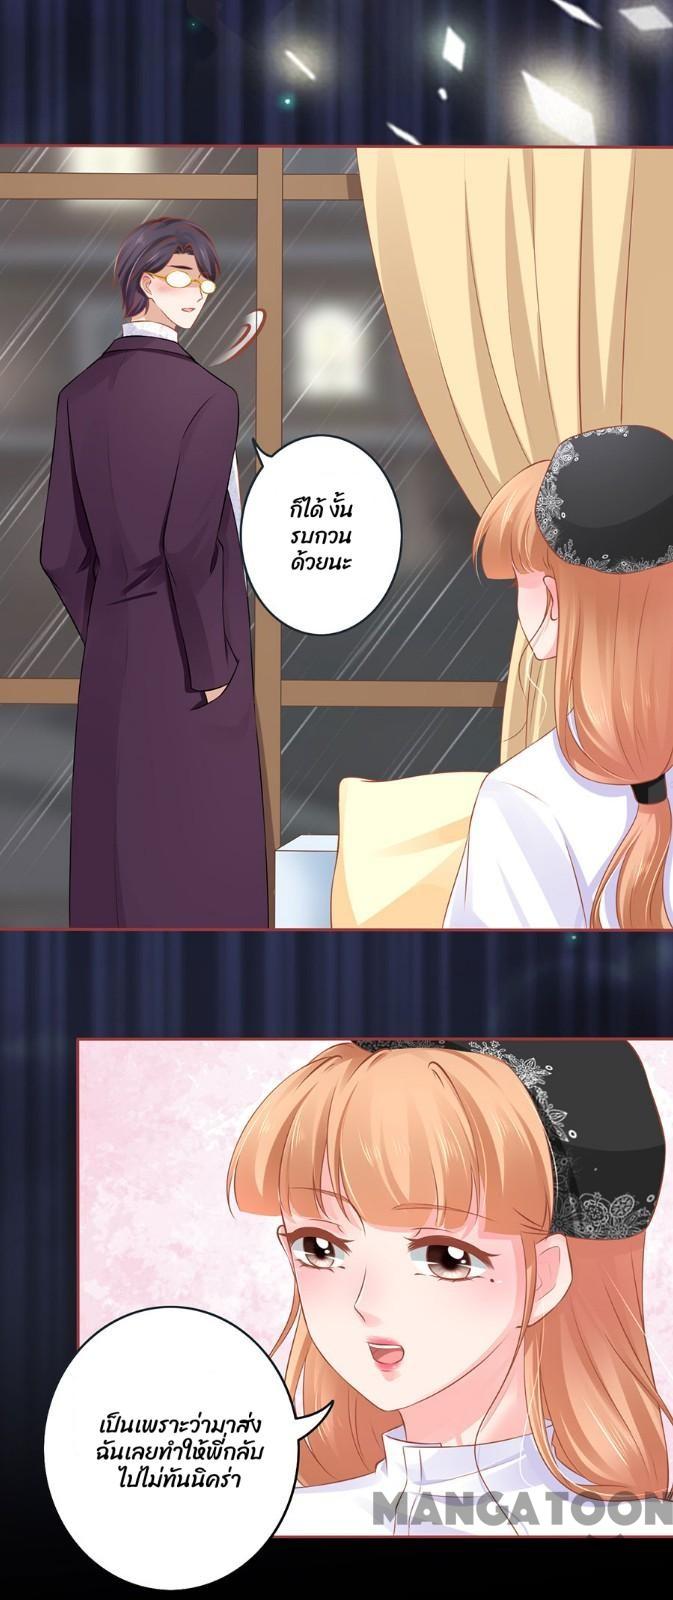 ก็ได้ งั้น
รบกวน
ด้วยนะ
เป็นเพราะว่ามาส่ง
ฉันเลยทำให้พี่กลับ
ไปไม่ทันนิคร่า
MANGATOON